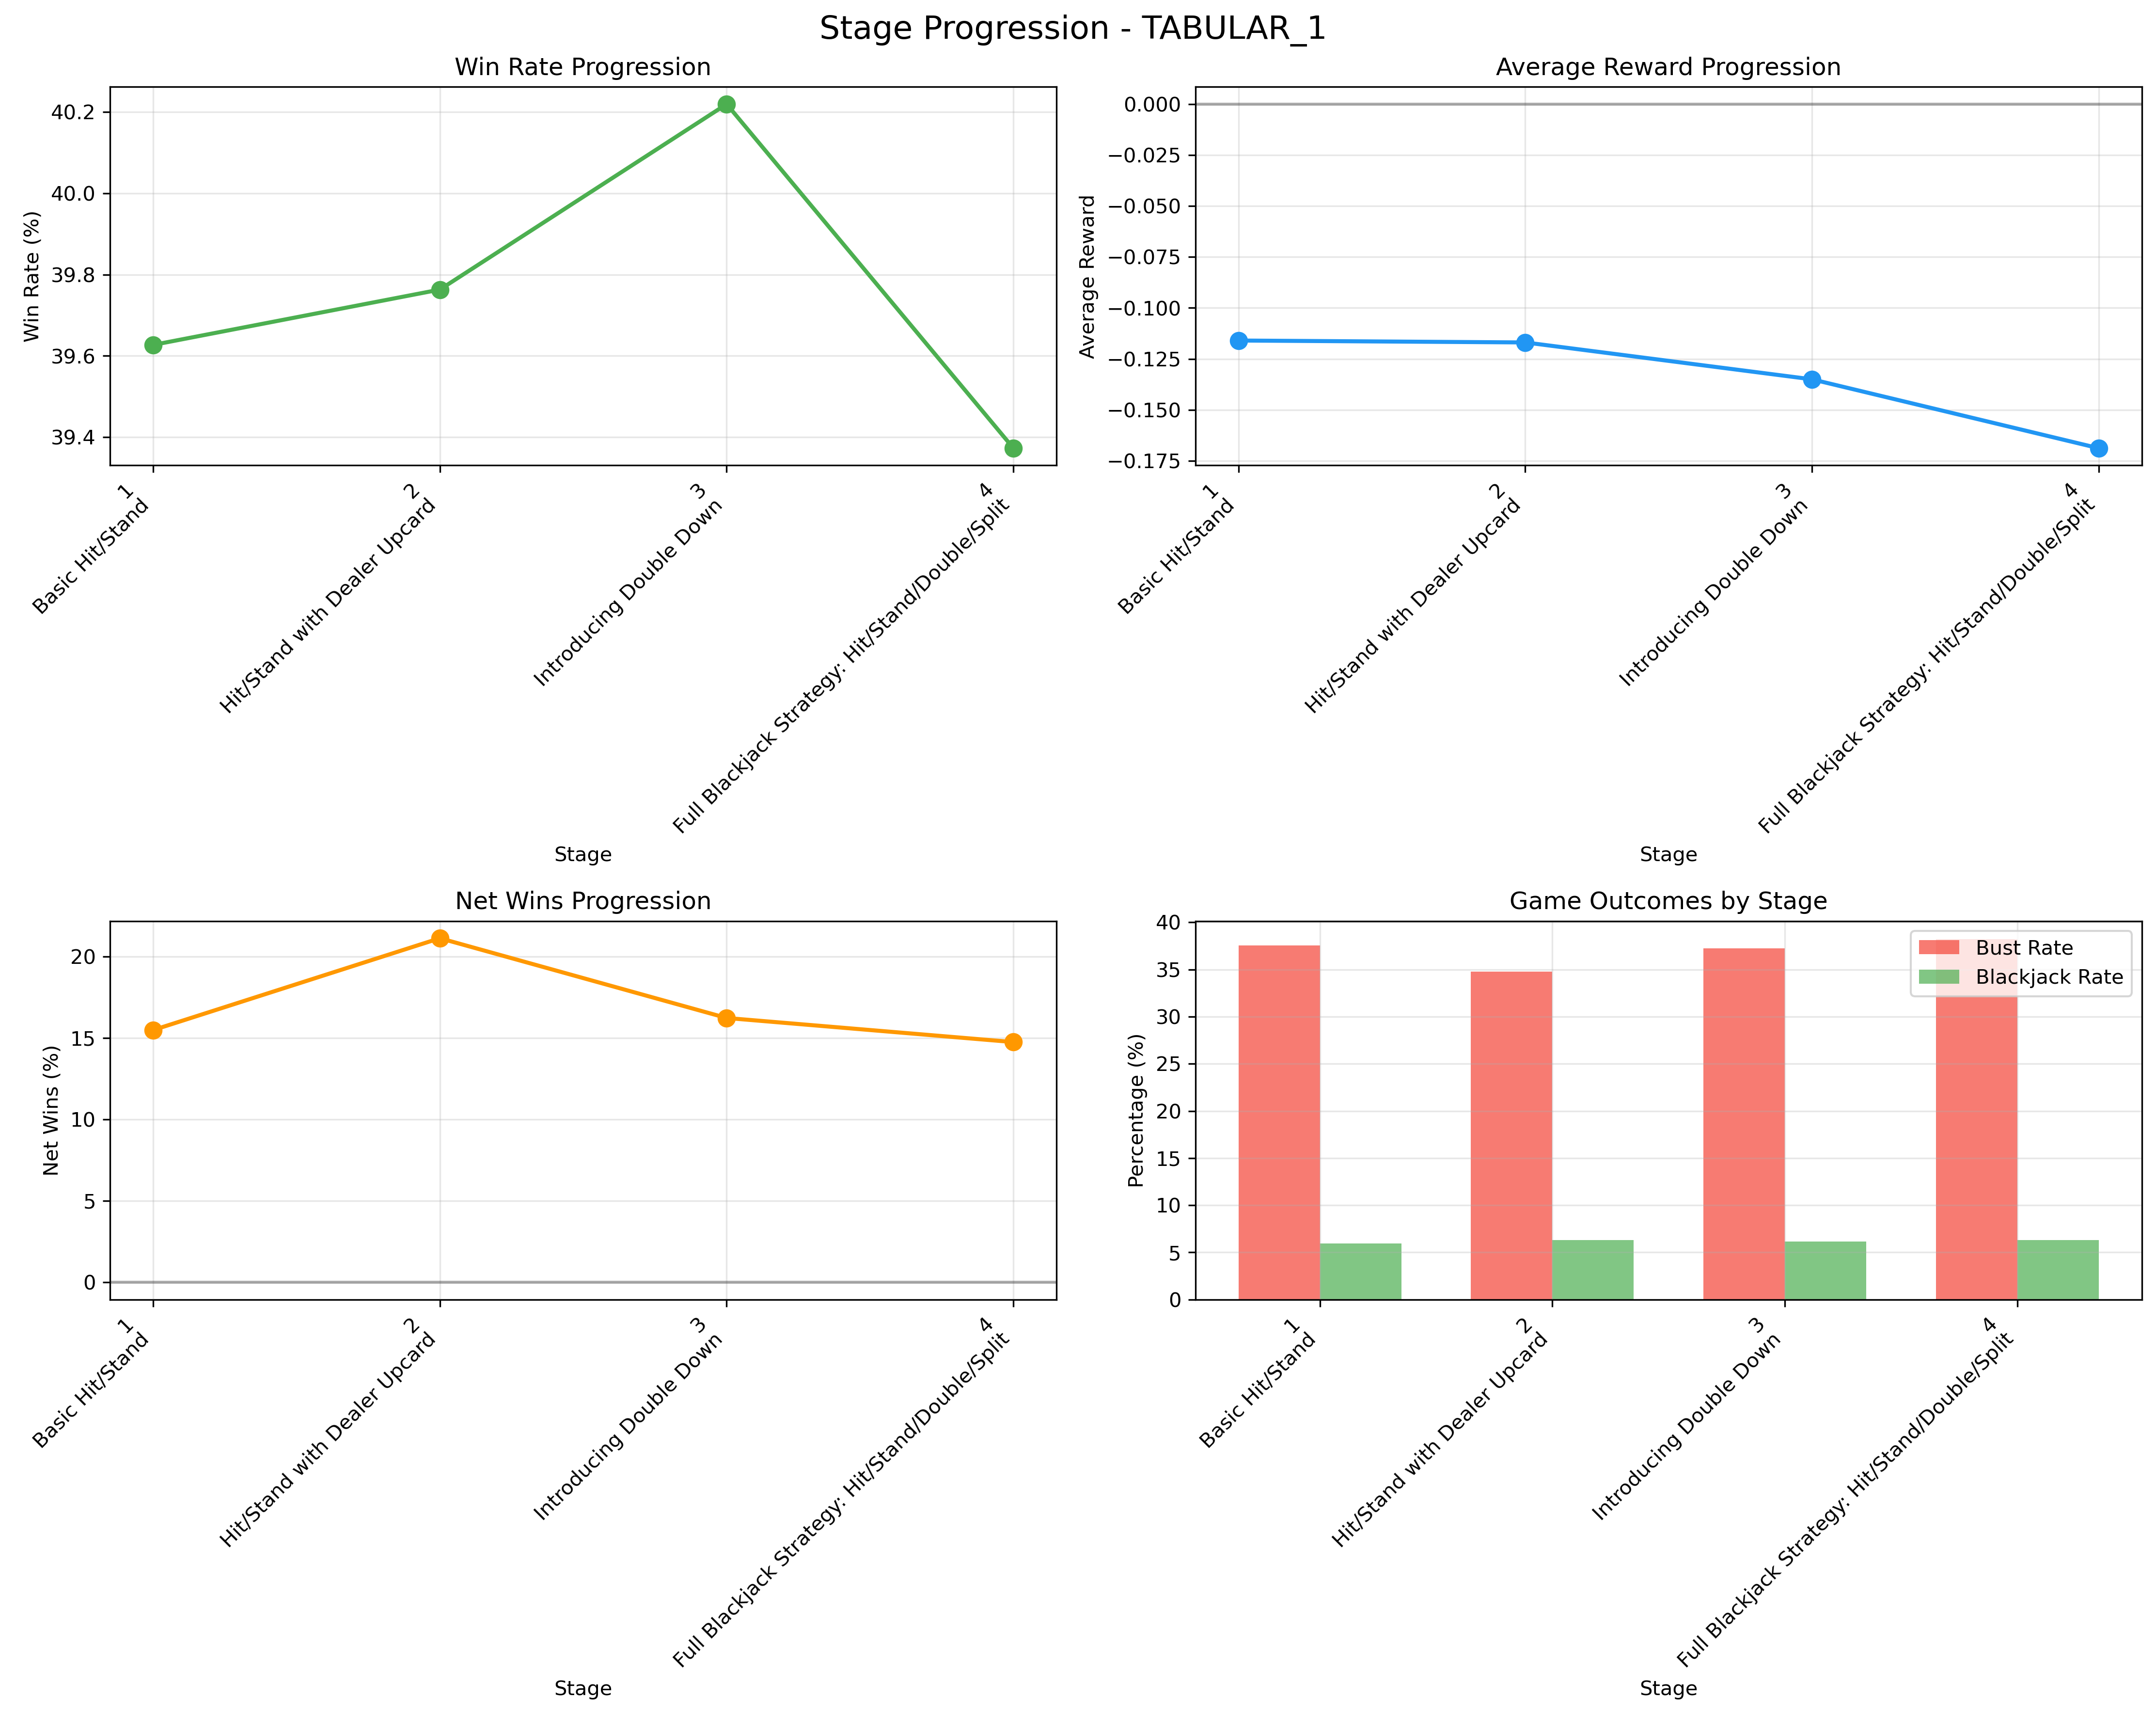 Stage Progression - TABULAR_1
Win Rate Progression
Win Rate (%)
40.2
40.0
39.8
39.6
39.4
1
Basic Hit/Stand
2
Hit/Stand with Dealer Upcard
3
Introducing Double Down
4
Full Blackjack Strategy: Hit/Stand/Double/Split
Stage
Average Reward Progression
Average Reward
0.000
−0.025
−0.050
−0.075
−0.100
−0.125
−0.150
−0.175
1
Basic Hit/Stand
2
Hit/Stand with Dealer Upcard
3
Introducing Double Down
4
Full Blackjack Strategy: Hit/Stand/Double/Split
Stage
Net Wins Progression
Net Wins (%)
20
15
10
5
0
1
Basic Hit/Stand
2
Hit/Stand with Dealer Upcard
3
Introducing Double Down
4
Full Blackjack Strategy: Hit/Stand/Double/Split
Stage
Game Outcomes by Stage
Percentage (%)
40
35
30
25
20
15
10
5
0
Bust Rate
Blackjack Rate
1
Basic Hit/Stand
2
Hit/Stand with Dealer Upcard
3
Introducing Double Down
4
Full Blackjack Strategy: Hit/Stand/Double/Split
Stage